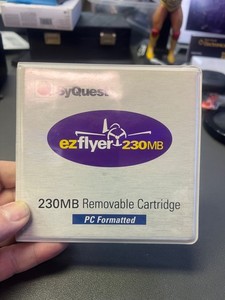 SyQuest
ezflyer 230MB
230MB Removable Cartridge
PC Formatted